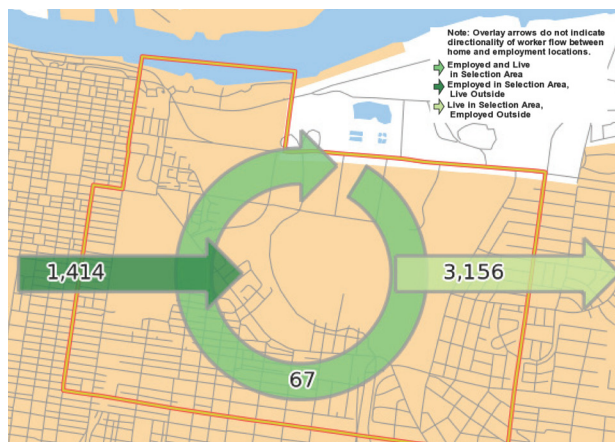 Note: Overlay arrows do not indicate
directionality of worker flow between
home and employment locations.
Employed and Live
in Selection Area
Employed in Selection Area,
Live Outside
Live in Selection Area,
Employed Outside
1,414
3,156
67